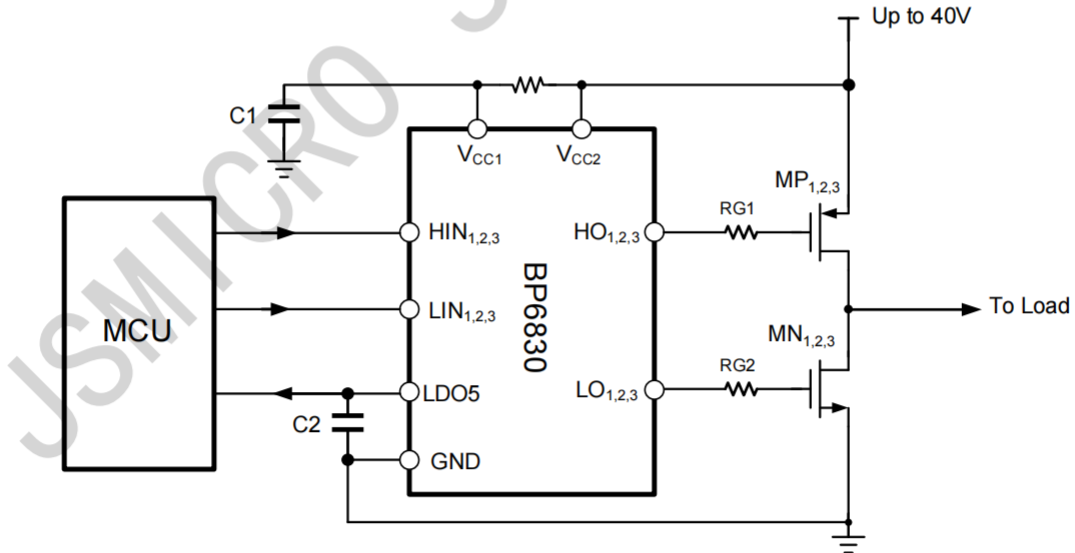 Up to 40V
C1
VCC1
VCC2
MP1,2,3
RG1
HIN1,2,3
HO1,2,3
BP6830
LIN1,2,3
To Load
MCU
MN1,2,3
RG2
LDO5
LO1,2,3
C2
GND
JSMICRO